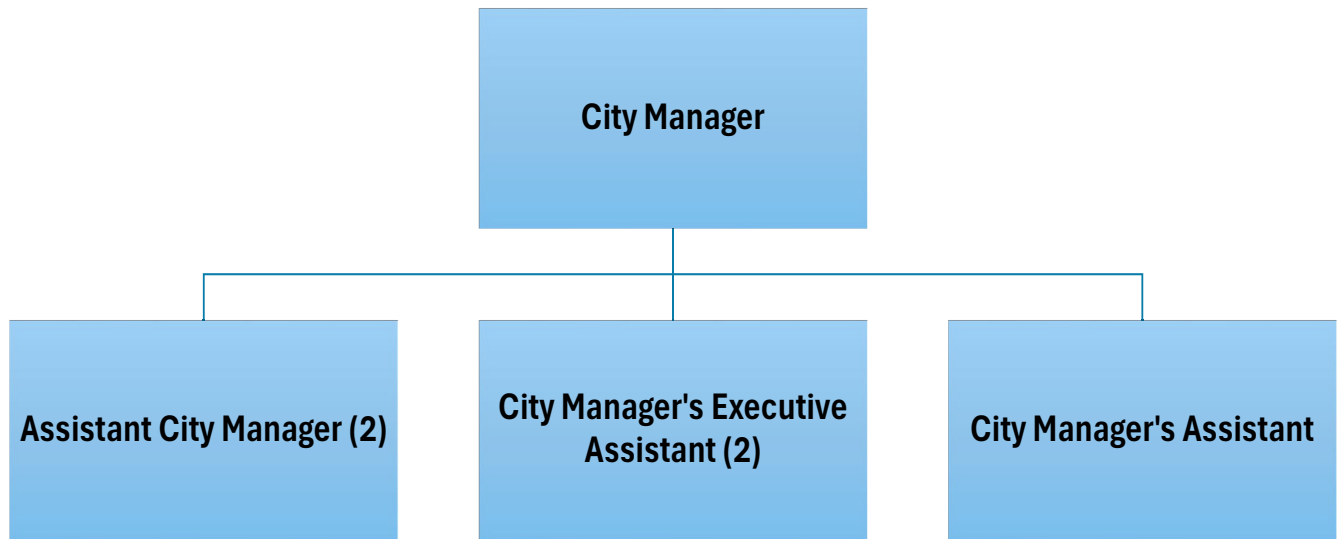 City Manager
Assistant City Manager (2)
City Manager's Executive
Assistant (2)
City Manager's Assistant